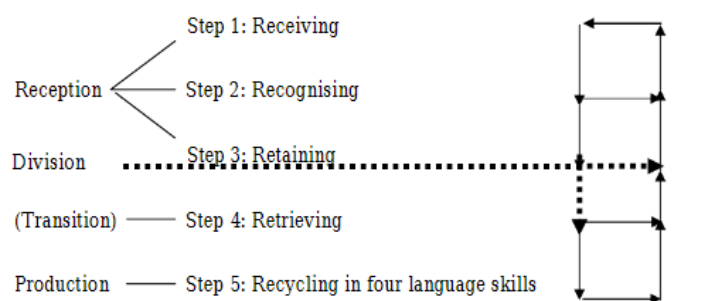 Step 1: Receiving
Reception
Step 2: Recognising
Step 3: Retaining
Division
(Transition)
Step 4: Retrieving
Production
Step 5: Recycling in four language skills